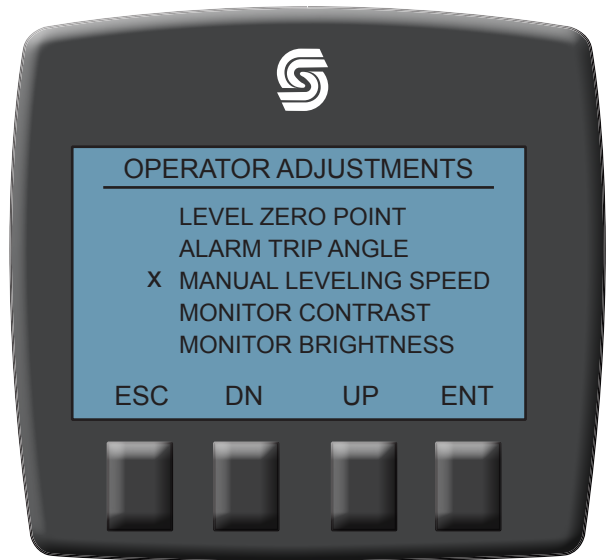 OPERATOR ADJUSTMENTS
LEVEL ZERO POINT
ALARM TRIP ANGLE
X MANUAL LEVELING SPEED
MONITOR CONTRAST
MONITOR BRIGHTNESS
ESC DN UP ENT